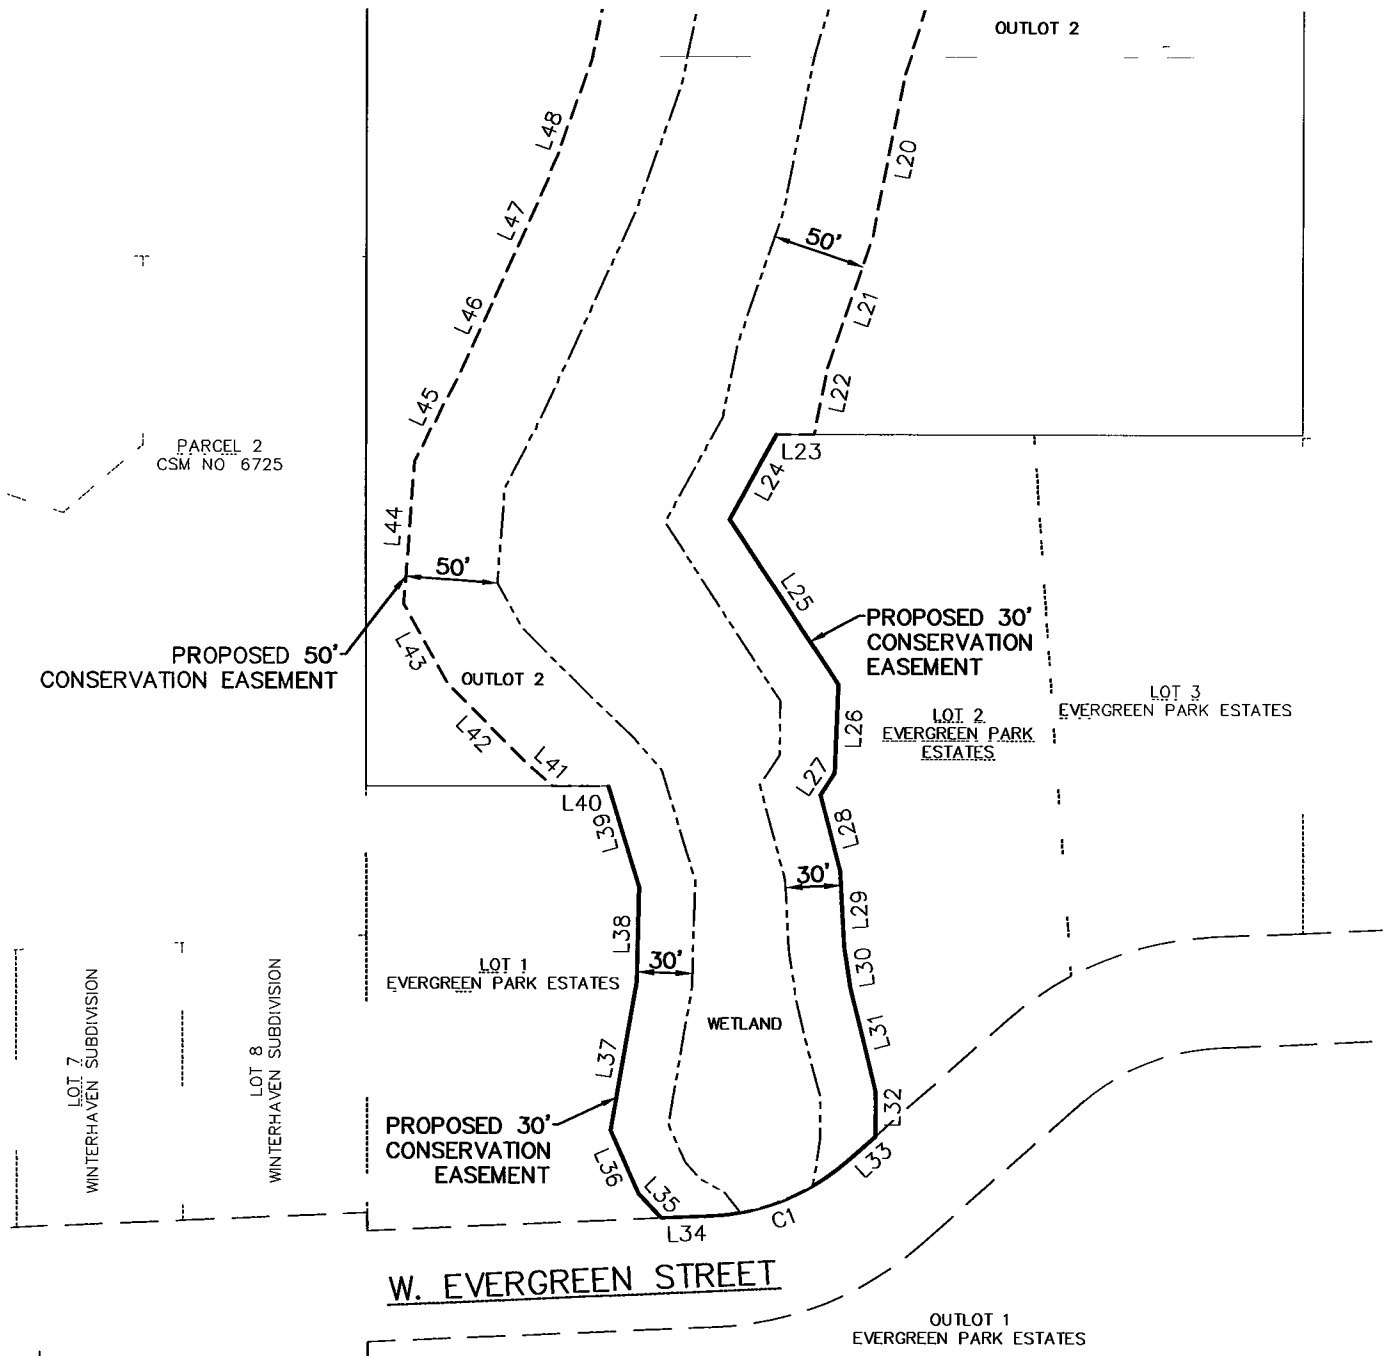 OUTLOT 2
L48
L20
L47
50'
L21
L46
L22
L45
PARCEL 2
CSM NO 6725
L23
L24
L44
50'
L25
PROPOSED 30'
CONSERVATION
EASEMENT
PROPOSED 50'
CONSERVATION EASEMENT
L43
OUTLOT 2
LOT 3
EVERGREEN PARK ESTATES
LOT 2
EVERGREEN PARK
ESTATES
L26
L42
L41
L27
L40
L39
L28
30'
L29
L38
LOT 1
EVERGREEN PARK ESTATES
30'
L30
WETLAND
L31
LOT 7
WINTERHAVEN SUBDIVISION
LOT 8
WINTERHAVEN SUBDIVISION
L37
L32
PROPOSED 30'
CONSERVATION
EASEMENT
L33
L36
L35
C1
L34
W. EVERGREEN STREET
OUTLOT 1
EVERGREEN PARK ESTATES